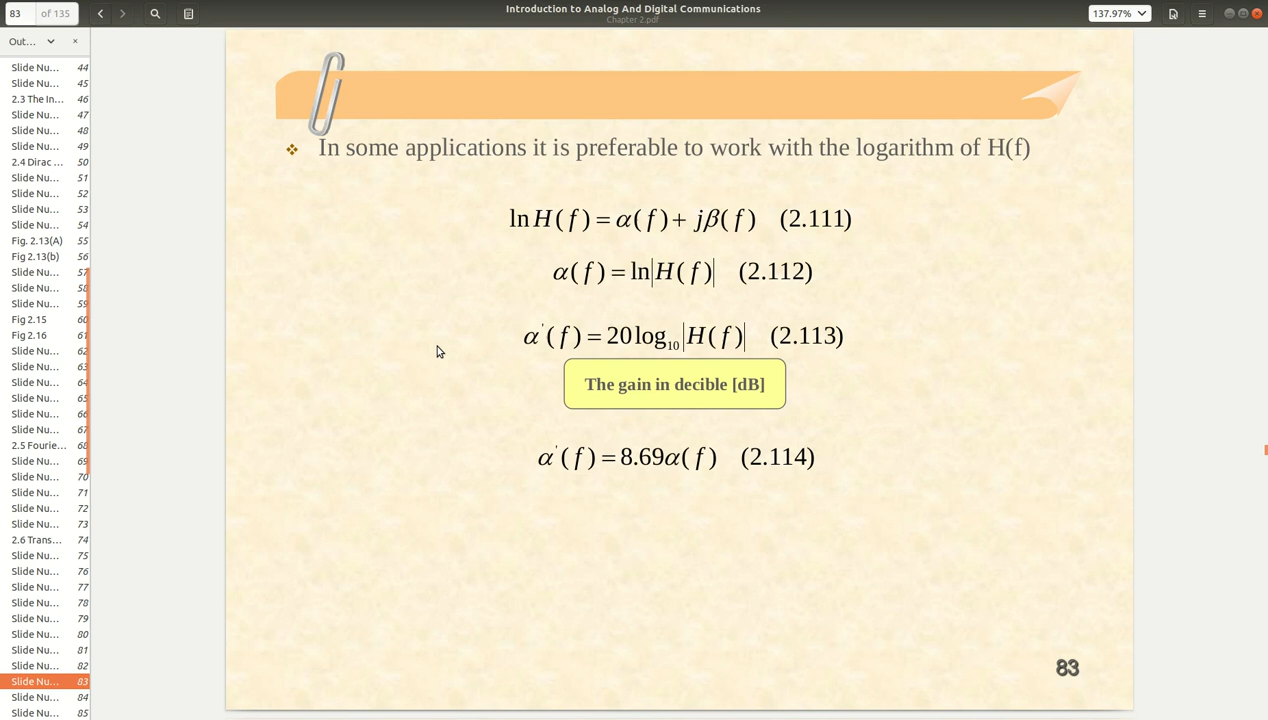 83 of 135
Introduction to Analog And Digital Communications
Chapter 2.pdf
137.97%
Out...
Slide Nu... 44
Slide Nu... 45
2.3 The In... 46
Slide Nu... 47
Slide Nu... 48
Slide Nu... 49
2.4 Dirac ... 50
Slide Nu... 51
Slide Nu... 52
Slide Nu... 53
Slide Nu... 54
Fig. 2.13(A) 55
Fig 2.13(b) 56
Slide Nu... 57
Slide Nu... 58
Slide Nu... 59
Fig 2.15 60
Fig 2.16 61
Slide Nu... 62
Slide Nu... 63
Slide Nu... 64
Slide Nu... 65
Slide Nu... 66
Slide Nu... 67
2.5 Fourie... 68
Slide Nu... 69
Slide Nu... 70
Slide Nu... 71
Slide Nu... 72
Slide Nu... 73
2.6 Trans... 74
Slide Nu... 75
Slide Nu... 76
Slide Nu... 77
Slide Nu... 78
Slide Nu... 79
Slide Nu... 80
Slide Nu... 81
Slide Nu... 82
Slide Nu... 83
Slide Nu... 84
Slide Nu... 85
❖ In some applications it is preferable to work with the logarithm of H(f)
ln H(f) = α(f) + jβ(f) (2.111)
α(f) = ln|H(f)| (2.112)
α'(f) = 20 log₁₀|H(f)| (2.113)
The gain in decible [dB]
α'(f) = 8.69α(f) (2.114)
83